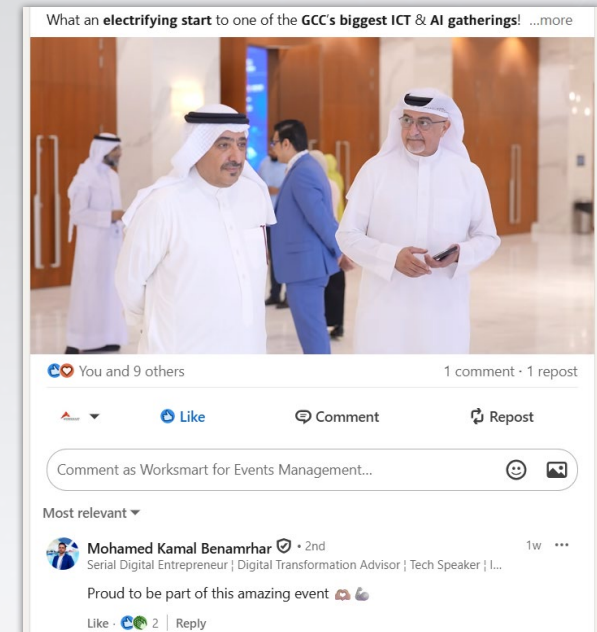 What an electrifying start to one of the GCC's biggest ICT & AI gatherings! ...more
You and 9 others
1 comment · 1 repost
Like
Comment
Repost
Comment as Worksmart for Events Management...
Most relevant
Mohamed Kamal Benamrhar • 2nd
1w
Serial Digital Entrepreneur ¦ Digital Transformation Advisor ¦ Tech Speaker ¦ I...
Proud to be part of this amazing event 🫶🏽 🦾
Like · 2 | Reply